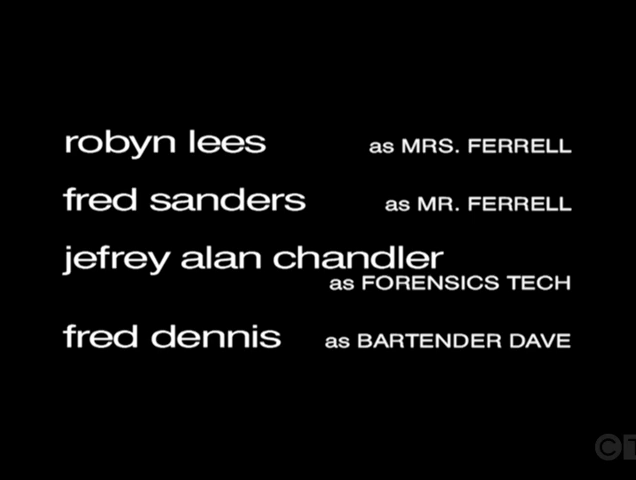 robyn lees as MRS. FERRELL
fred sanders as MR. FERRELL
jefrey alan chandler
as FORENSICS TECH
fred dennis as BARTENDER DAVE